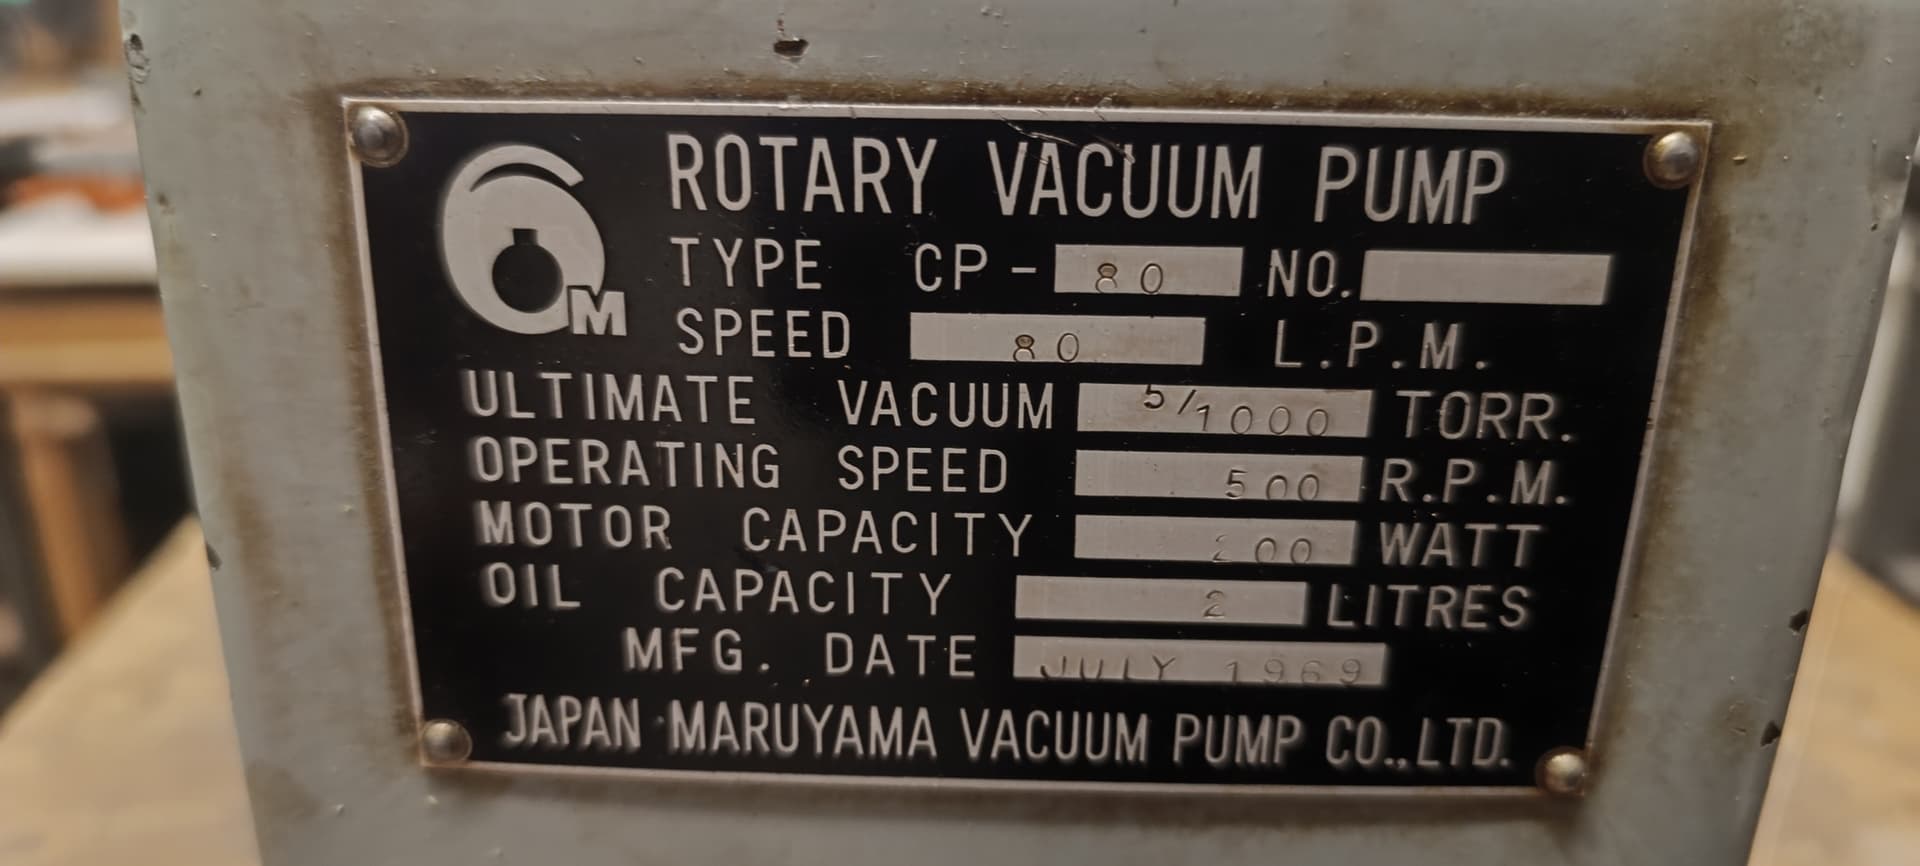 ROTARY VACUUM PUMP
M
TYPE CP-80 NO.
SPEED 80 L.P.M.
ULTIMATE VACUUM 5/1000 TORR.
OPERATING SPEED 500 R.P.M.
MOTOR CAPACITY 200 WATT
OIL CAPACITY 2 LITRES
MFG. DATE JULY 1969
JAPAN MARUYAMA VACUUM PUMP CO.,LTD.